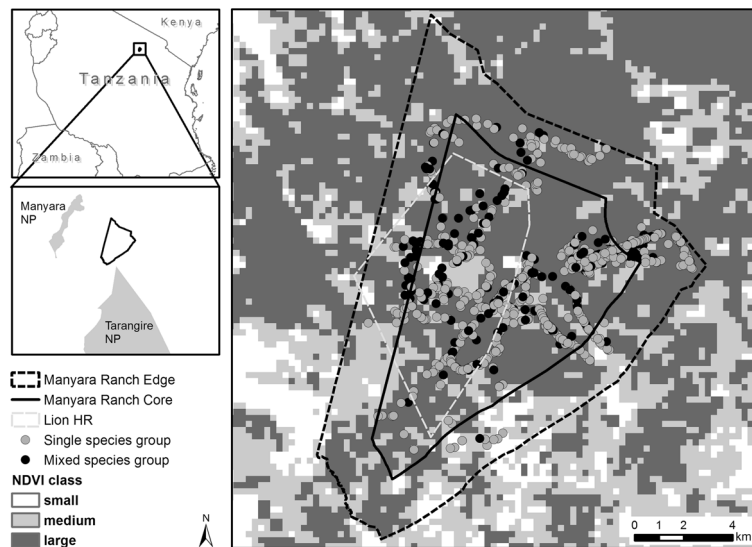 Kenya
Tanzania
Zambia
Manyara
NP
Tarangire
NP
Manyara Ranch Edge
Manyara Ranch Core
Lion HR
Single species group
Mixed species group
NDVI class
small
medium
large
N
0 1 2 4
km